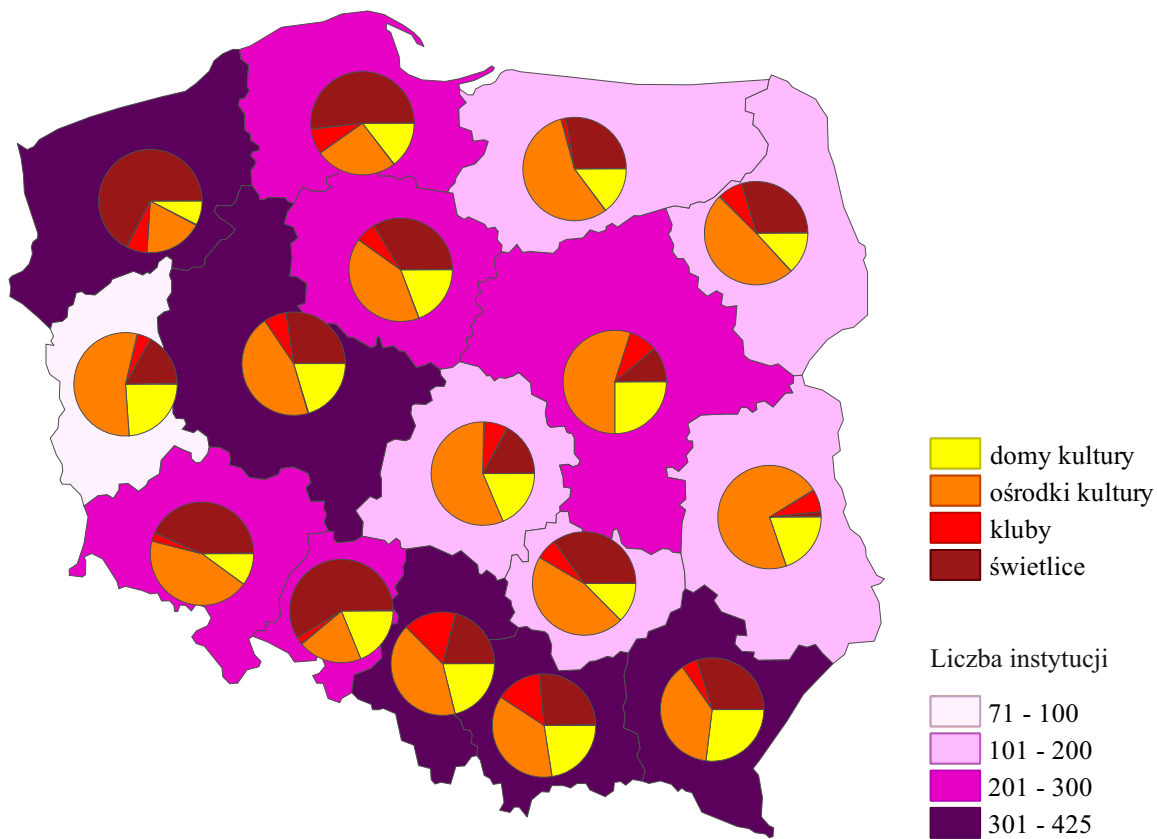 domy kultury
ośrodki kultury
kluby
świetlice
Liczba instytucji
71 - 100
101 - 200
201 - 300
301 - 425